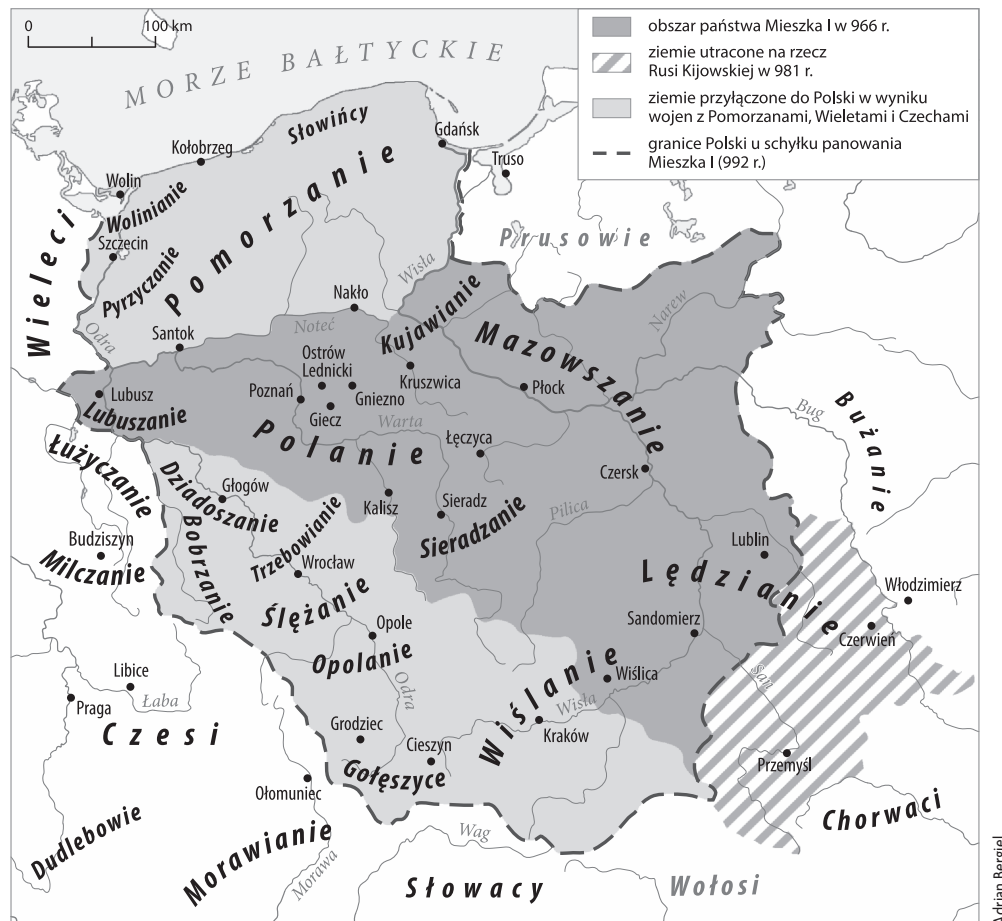 0
100 km
obszar państwa Mieszka I w 966 r.
ziemie utracone na rzecz
Rusi Kijowskiej w 981 r.
ziemie przyłączone do Polski w wyniku
wojen z Pomorzanami, Wieletami i Czechami
granice Polski u schyłku panowania
Mieszka I (992 r.)
MORZE BAŁTYCKIE
Słowińcy
Gdańsk
Kołobrzeg
Truso
Wolin
Wolinianie
Pomorzanie
Wieleci
Szczecin
Prusowie
Pyrzyczanie
Wisła
Nakło
Kujawianie
Narew
Odra
Santok
Noteć
Mazowszanie
Ostrów
Lednicki
Kruszwica
Lubusz
Poznań
Gniezno
Płock
Giecz
Lubuszanie
Warta
Bug
Bużanie
Polanie
Łęczyca
Łużyczanie
Czersk
Dziadoszanie
Głogów
Kalisz
Sieradz
Sieradzanie
Pilica
Trzebowianie
Bobrzanie
Budziszyn
Milczanie
Wrocław
Lublin
Lędzianie
Włodzimierz
Ślężanie
Opole
Sandomierz
Czerwień
Opolanie
Wiślanie
Wiślica
San
Libice
Łaba
Praga
Odra
Wisła
Czesi
Grodziec
Kraków
Cieszyn
Przemyśl
Gołęszyce
Ołomuniec
Chorwaci
Dudlebowie
Morawianie
Wag
Morawa
Słowacy
Wołosi
Adrian Bergiel